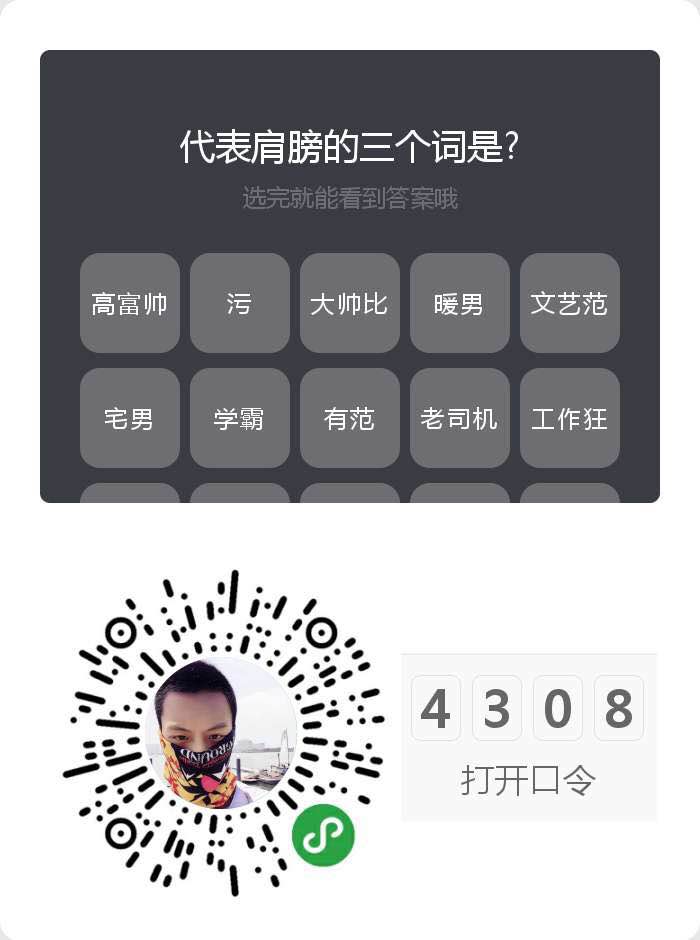 代表肩膀的三个词是?
选完就能看到答案哦
高富帅 污 大帅比 暖男 文艺范
宅男 学霸 有范 老司机 工作狂
4 3 0 8
打开口令